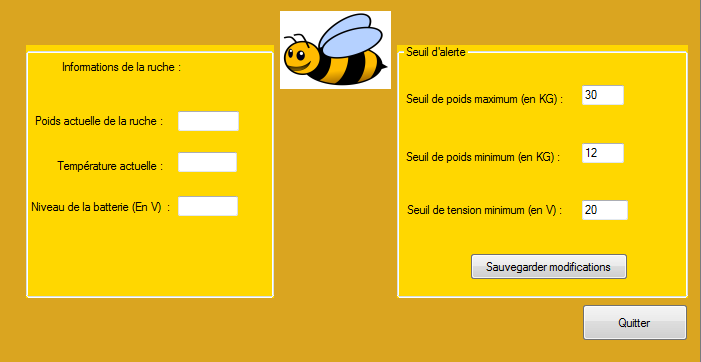 Informations de la ruche :
Poids actuelle de la ruche :
Température actuelle :
Niveau de la batterie (En V) :
Seuil d'alerte
Seuil de poids maximum (en KG) : 30
Seuil de poids minimum (en KG) : 12
Seuil de tension minimum (en V) : 20
Sauvegarder modifications
Quitter